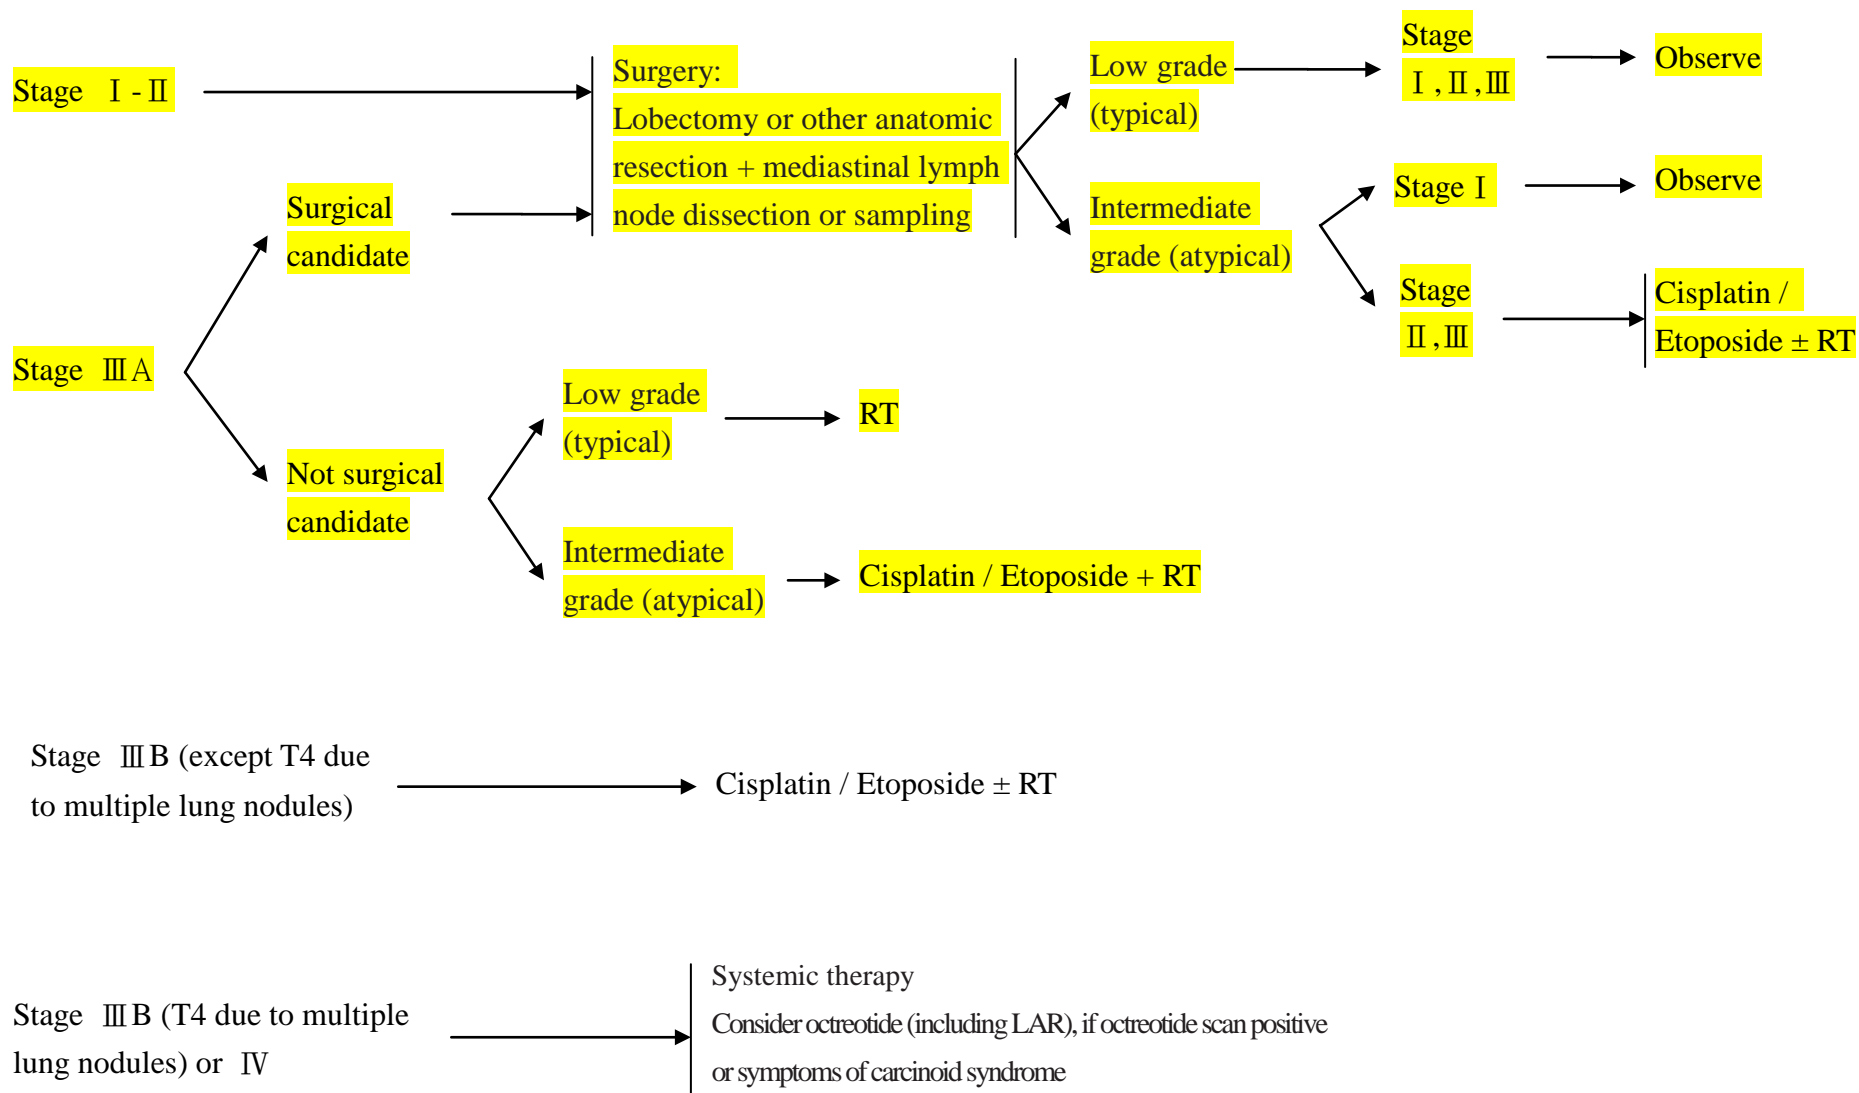 Stage Ⅰ-Ⅱ
Surgery:
Lobectomy or other anatomic
resection + mediastinal lymph
node dissection or sampling
Low grade
(typical)
Stage
Ⅰ,Ⅱ,Ⅲ
Observe
Intermediate
grade (atypical)
Stage Ⅰ
Observe
Stage
Ⅱ,Ⅲ
Cisplatin /
Etoposide ± RT
Stage ⅢA
Surgical
candidate
Not surgical
candidate
Low grade
(typical)
RT
Intermediate
grade (atypical)
Cisplatin / Etoposide + RT
Stage ⅢB (except T4 due
to multiple lung nodules)
Cisplatin / Etoposide ± RT
Stage ⅢB (T4 due to multiple
lung nodules) or Ⅳ
Systemic therapy
Consider octreotide (including LAR), if octreotide scan positive
or symptoms of carcinoid syndrome